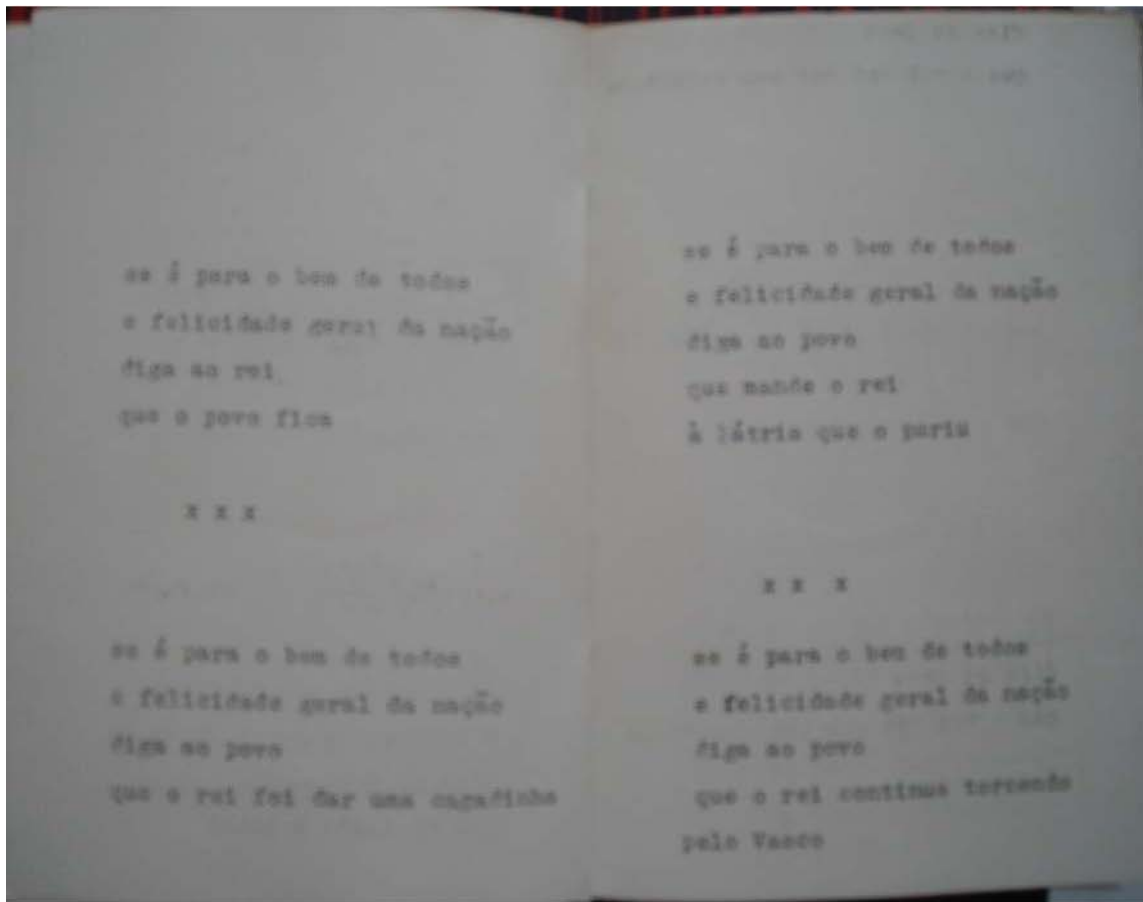 se é para o bem de todos
e felicidade geral da nação
diga ao rei
que o povo fica
x x x
se é para o bem de todos
e felicidade geral da nação
diga ao povo
que o rei foi dar uma cagadinha
se é para o bem de todos
e felicidade geral da nação
diga ao povo
que mande o rei
à pátria que o pariu
x x x
se é para o bem de todos
e felicidade geral da nação
diga ao povo
que o rei continua torcendo
pelo Vasco